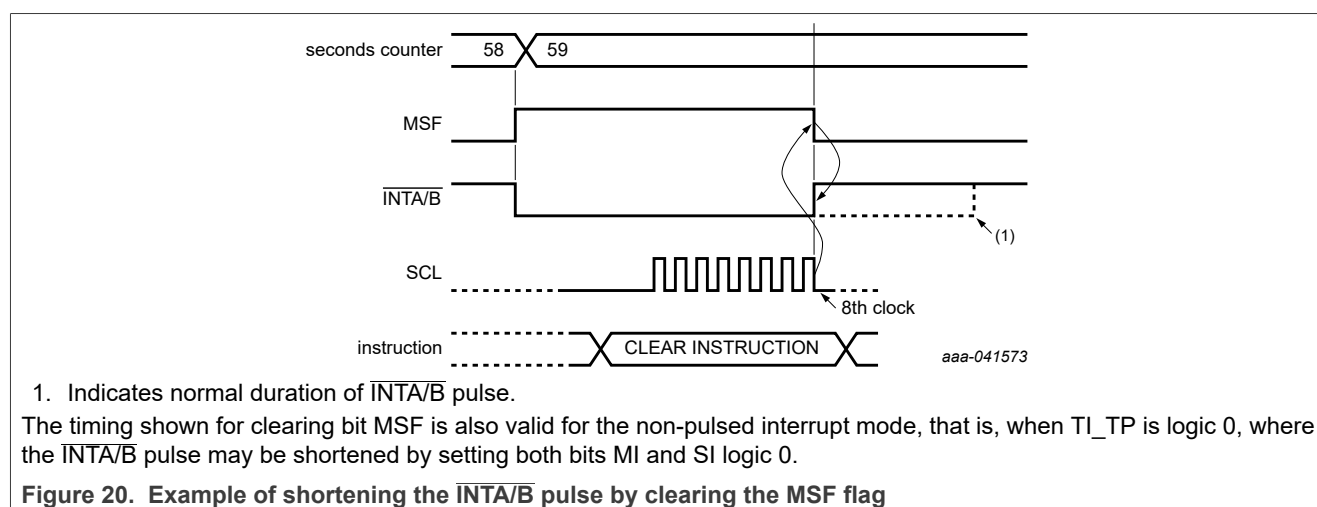 seconds counter 58 59
MSF
INTA/B
(1)
SCL
8th clock
instruction CLEAR INSTRUCTION
aaa-041573
1. Indicates normal duration of INTA/B pulse.
The timing shown for clearing bit MSF is also valid for the non-pulsed interrupt mode, that is, when TI_TP is logic 0, where
the INTA/B pulse may be shortened by setting both bits MI and SI logic 0.
Figure 20. Example of shortening the INTA/B pulse by clearing the MSF flag